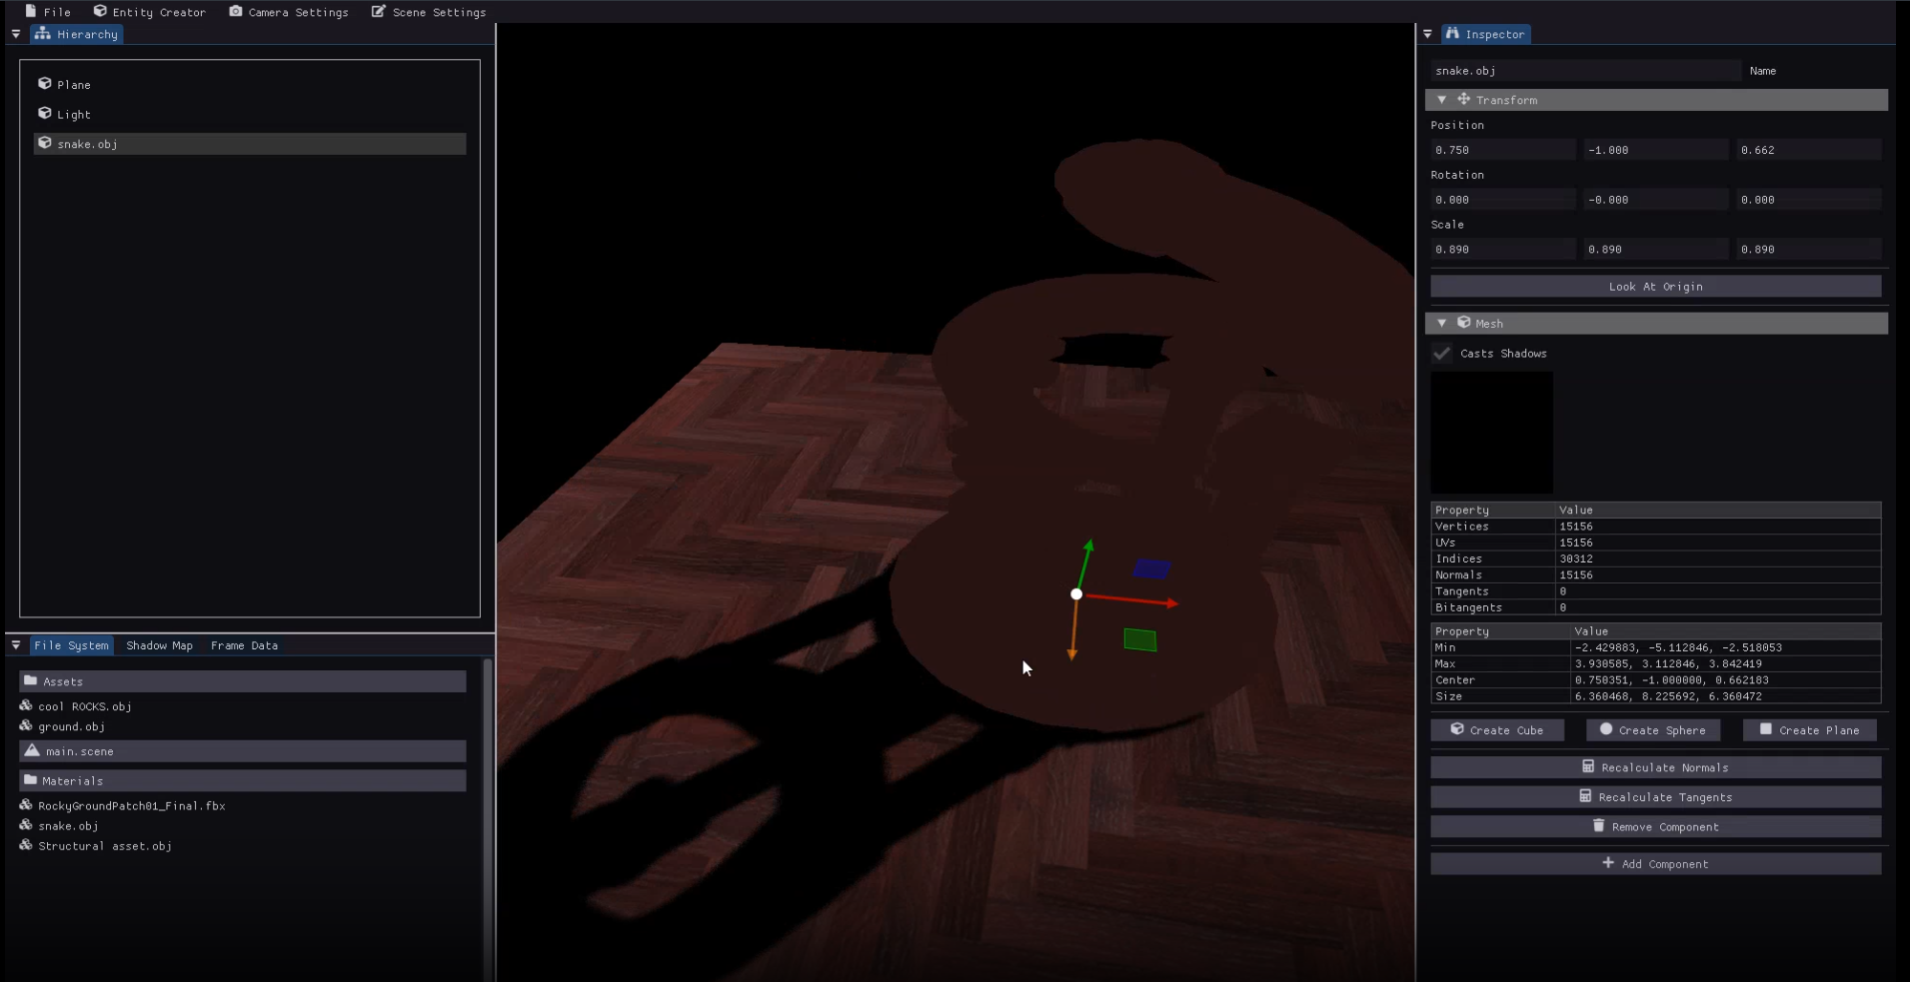 File Entity Creator Camera Settings Scene Settings
Hierarchy
Plane
Light
snake.obj
File System Shadow Map Frame Data
Assets
cool ROCKS.obj
ground.obj
main.scene
Materials
RockyGroundPatch01_Final.fbx
snake.obj
Structural asset.obj
Inspector
snake.obj Name
Transform
Position
0.750 -1.000 0.662
Rotation
0.000 -0.000 0.000
Scale
0.890 0.890 0.890
Look At Origin
Mesh
Casts Shadows
Property Value
Vertices 15156
UVs 15156
Indices 30312
Normals 15156
Tangents 0
Bitangents 0
Property Value
Min -2.429883, -5.112846, -2.518053
Max 3.930585, 3.112846, 3.842419
Center 0.750351, -1.000000, 0.662183
Size 6.360468, 8.225692, 6.360472
Create Cube Create Sphere Create Plane
Recalculate Normals
Recalculate Tangents
Remove Component
Add Component